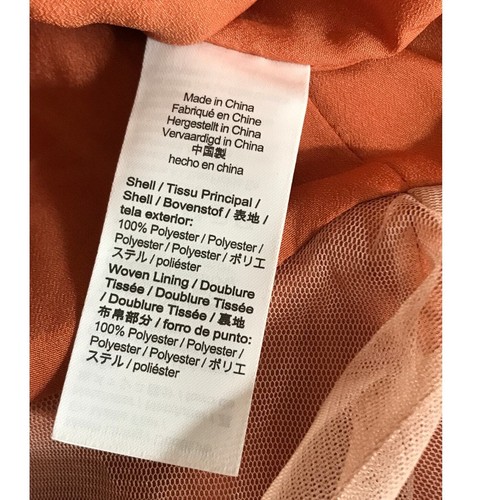 Made in China
Fabriqué en Chine
Hergestellt in China
Vervaardigd in China
中国製
hecho en china
Shell / Tissu Principal /
Shell / Bovenstof / 表地 /
tela exterior:
100% Polyester / Polyester /
Polyester / Polyester / ポリエ
ステル / poliéster
Woven Lining / Doublure
Tissée / Doublure Tissée
/ Doublure Tissée / 裏地
布帛部分 / forro de punto:
100% Polyester / Polyester /
Polyester / Polyester / ポリエ
ステル / poliéster